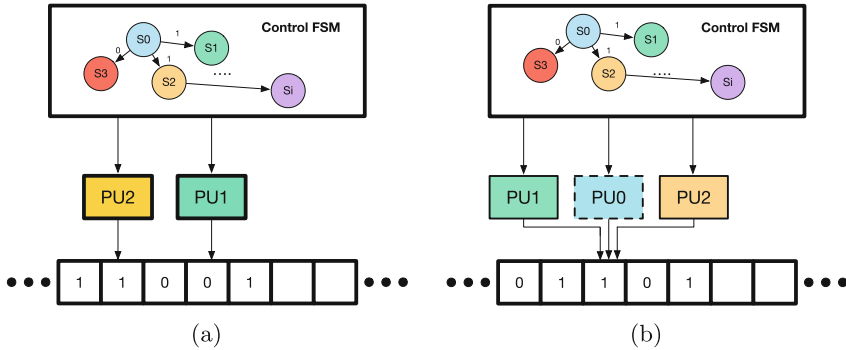 Control FSM
S0
1
S1
0
1
S3
S2
....
Si
PU2
PU1
1 1 0 0 1
(a)
Control FSM
S0
1
S1
0
1
S3
S2
....
Si
PU1
PU0
PU2
0 1 1 0 1
(b)